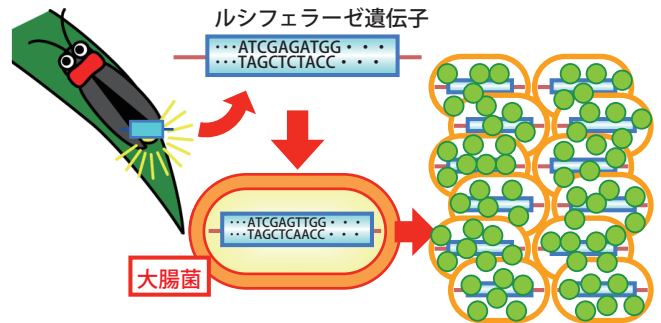 ルシフェラーゼ遺伝子
･･･ATCGAGATGG・・・
･･･TAGCTCTACC・・・
･･･ATCGAGTTGG・・・
･･･TAGCTCAACC・・・
大腸菌